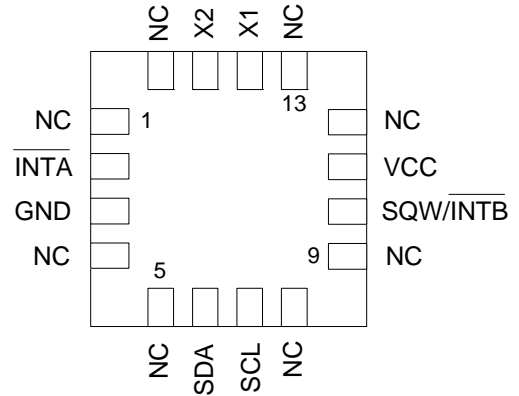 NC X2 X1 NC
13
NC 1 NC
INTA VCC
GND SQW/INTB
NC 9 NC
5
NC SDA SCL NC